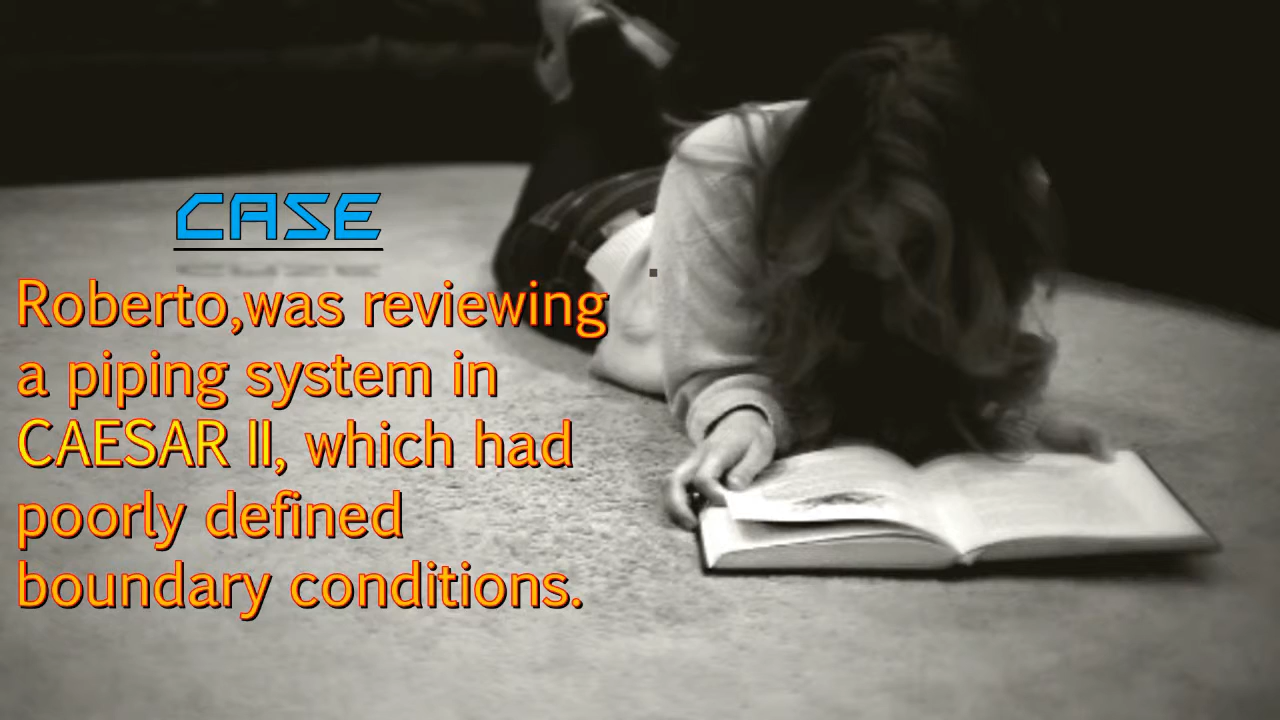 CASE
Roberto,was reviewing
a piping system in
CAESAR II, which had
poorly defined
boundary conditions.